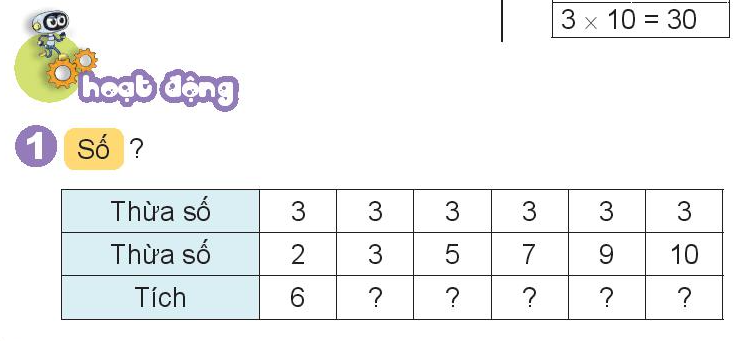 3 × 10 = 30
hoạt động
1 Số ?
Thừa số 3 3 3 3 3 3
Thừa số 2 3 5 7 9 10
Tích 6 ? ? ? ? ?